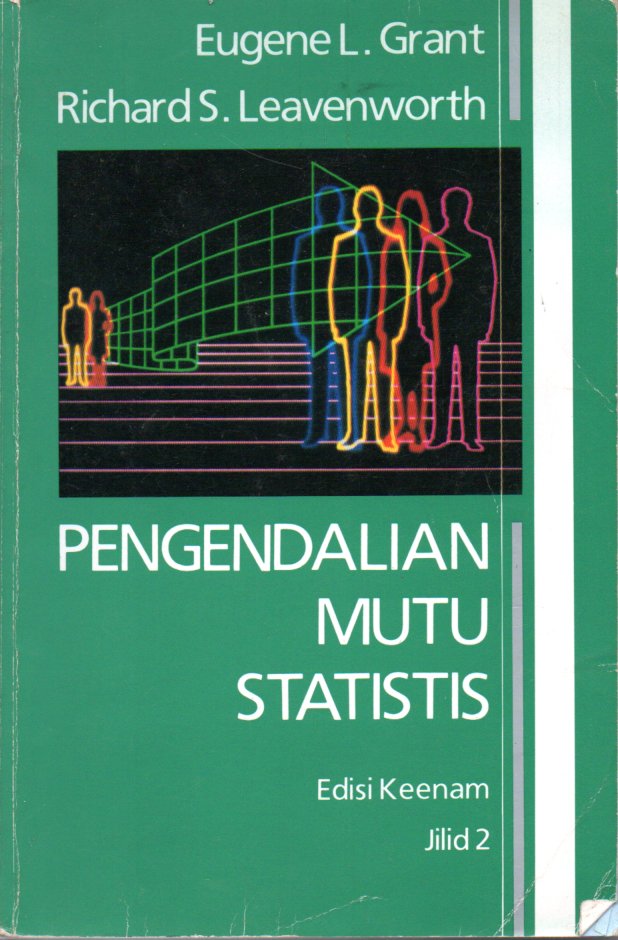 Eugene L. Grant
Richard S. Leavenworth
PENGENDALIAN
MUTU
STATISTIS
Edisi Keenam
Jilid 2